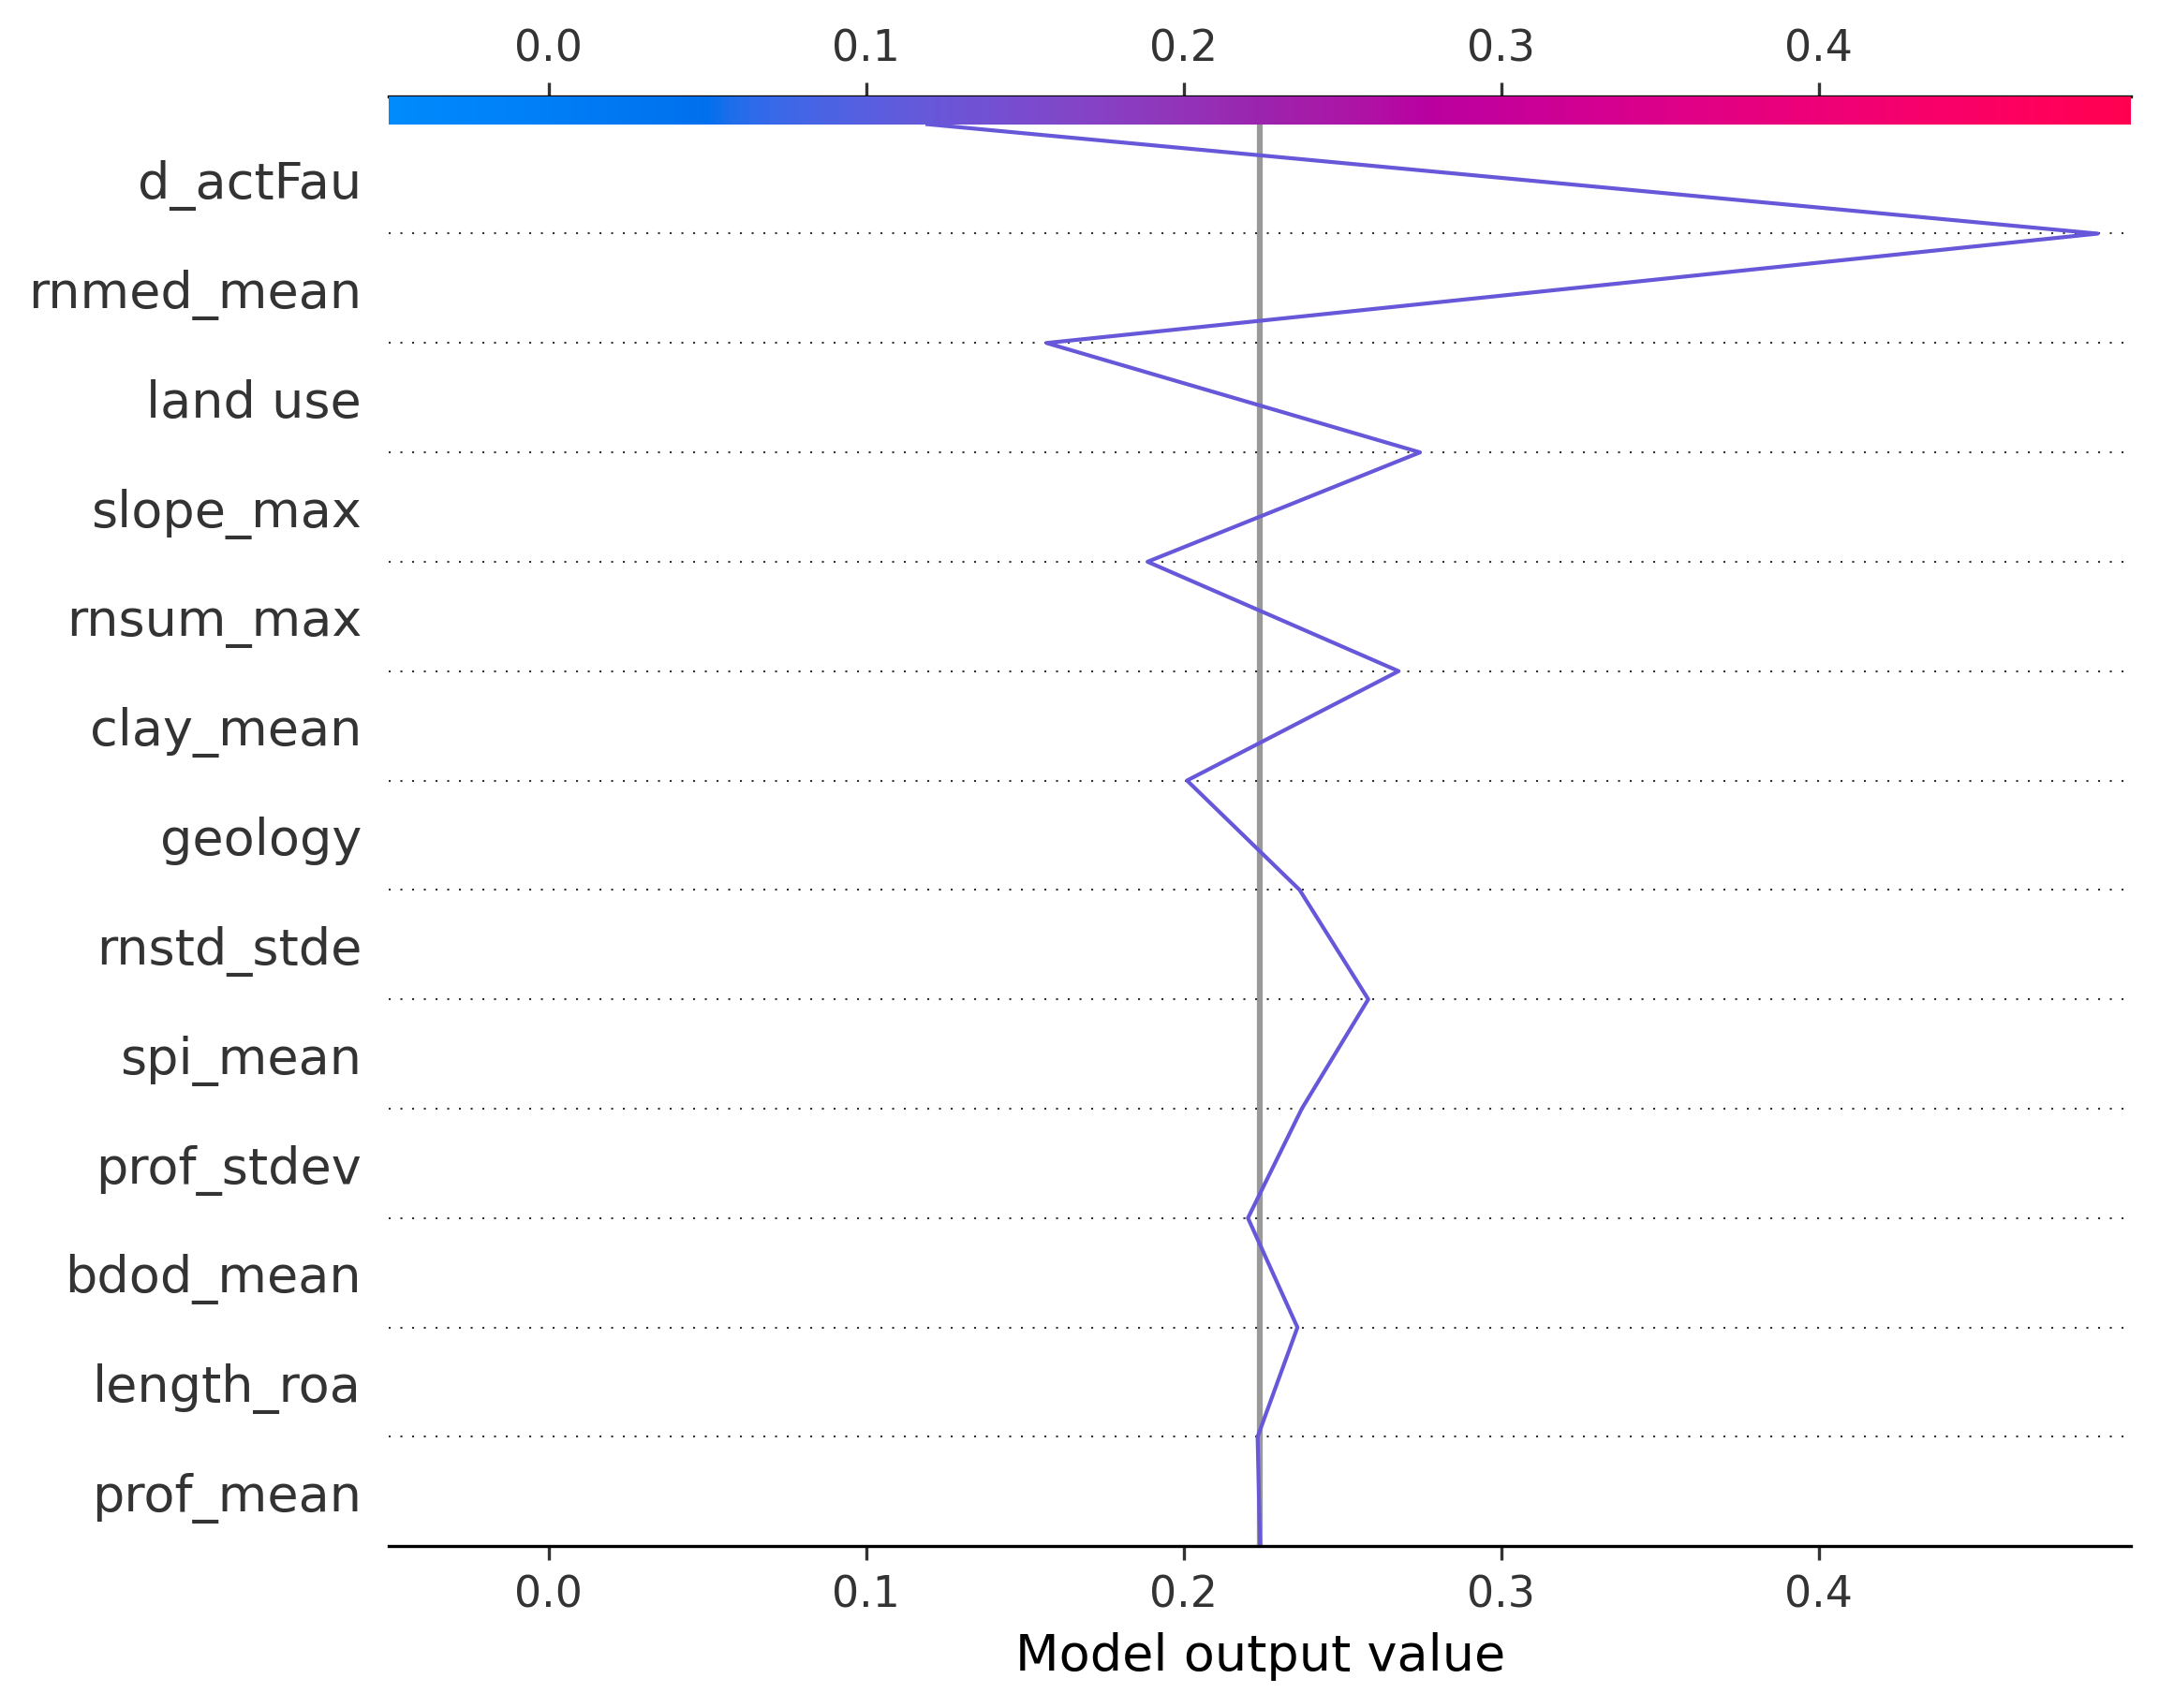 0.0 0.1 0.2 0.3 0.4
d_actFau
rnmed_mean
land use
slope_max
rnsum_max
clay_mean
geology
rnstd_stde
spi_mean
prof_stdev
bdod_mean
length_roa
prof_mean
0.0 0.1 0.2 0.3 0.4
Model output value